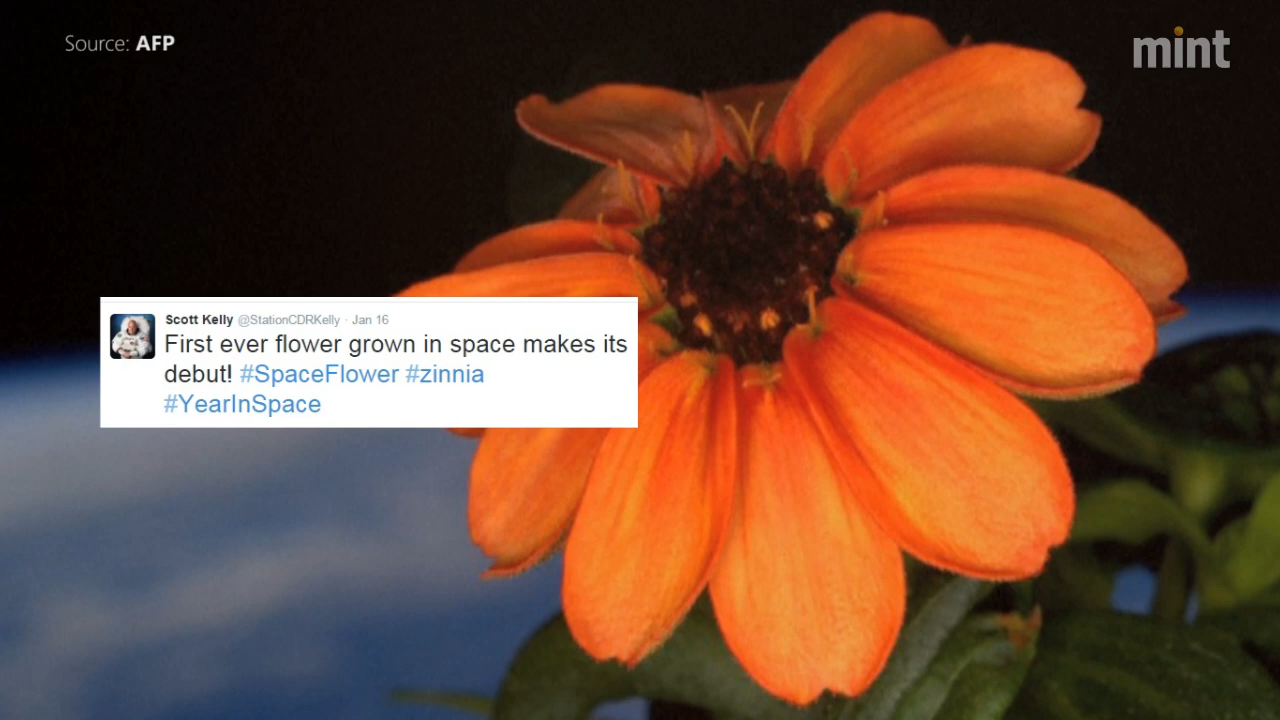 Source: AFP
mint
Scott Kelly @StationCDRKelly · Jan 16
First ever flower grown in space makes its
debut! #SpaceFlower #zinnia
#YearInSpace